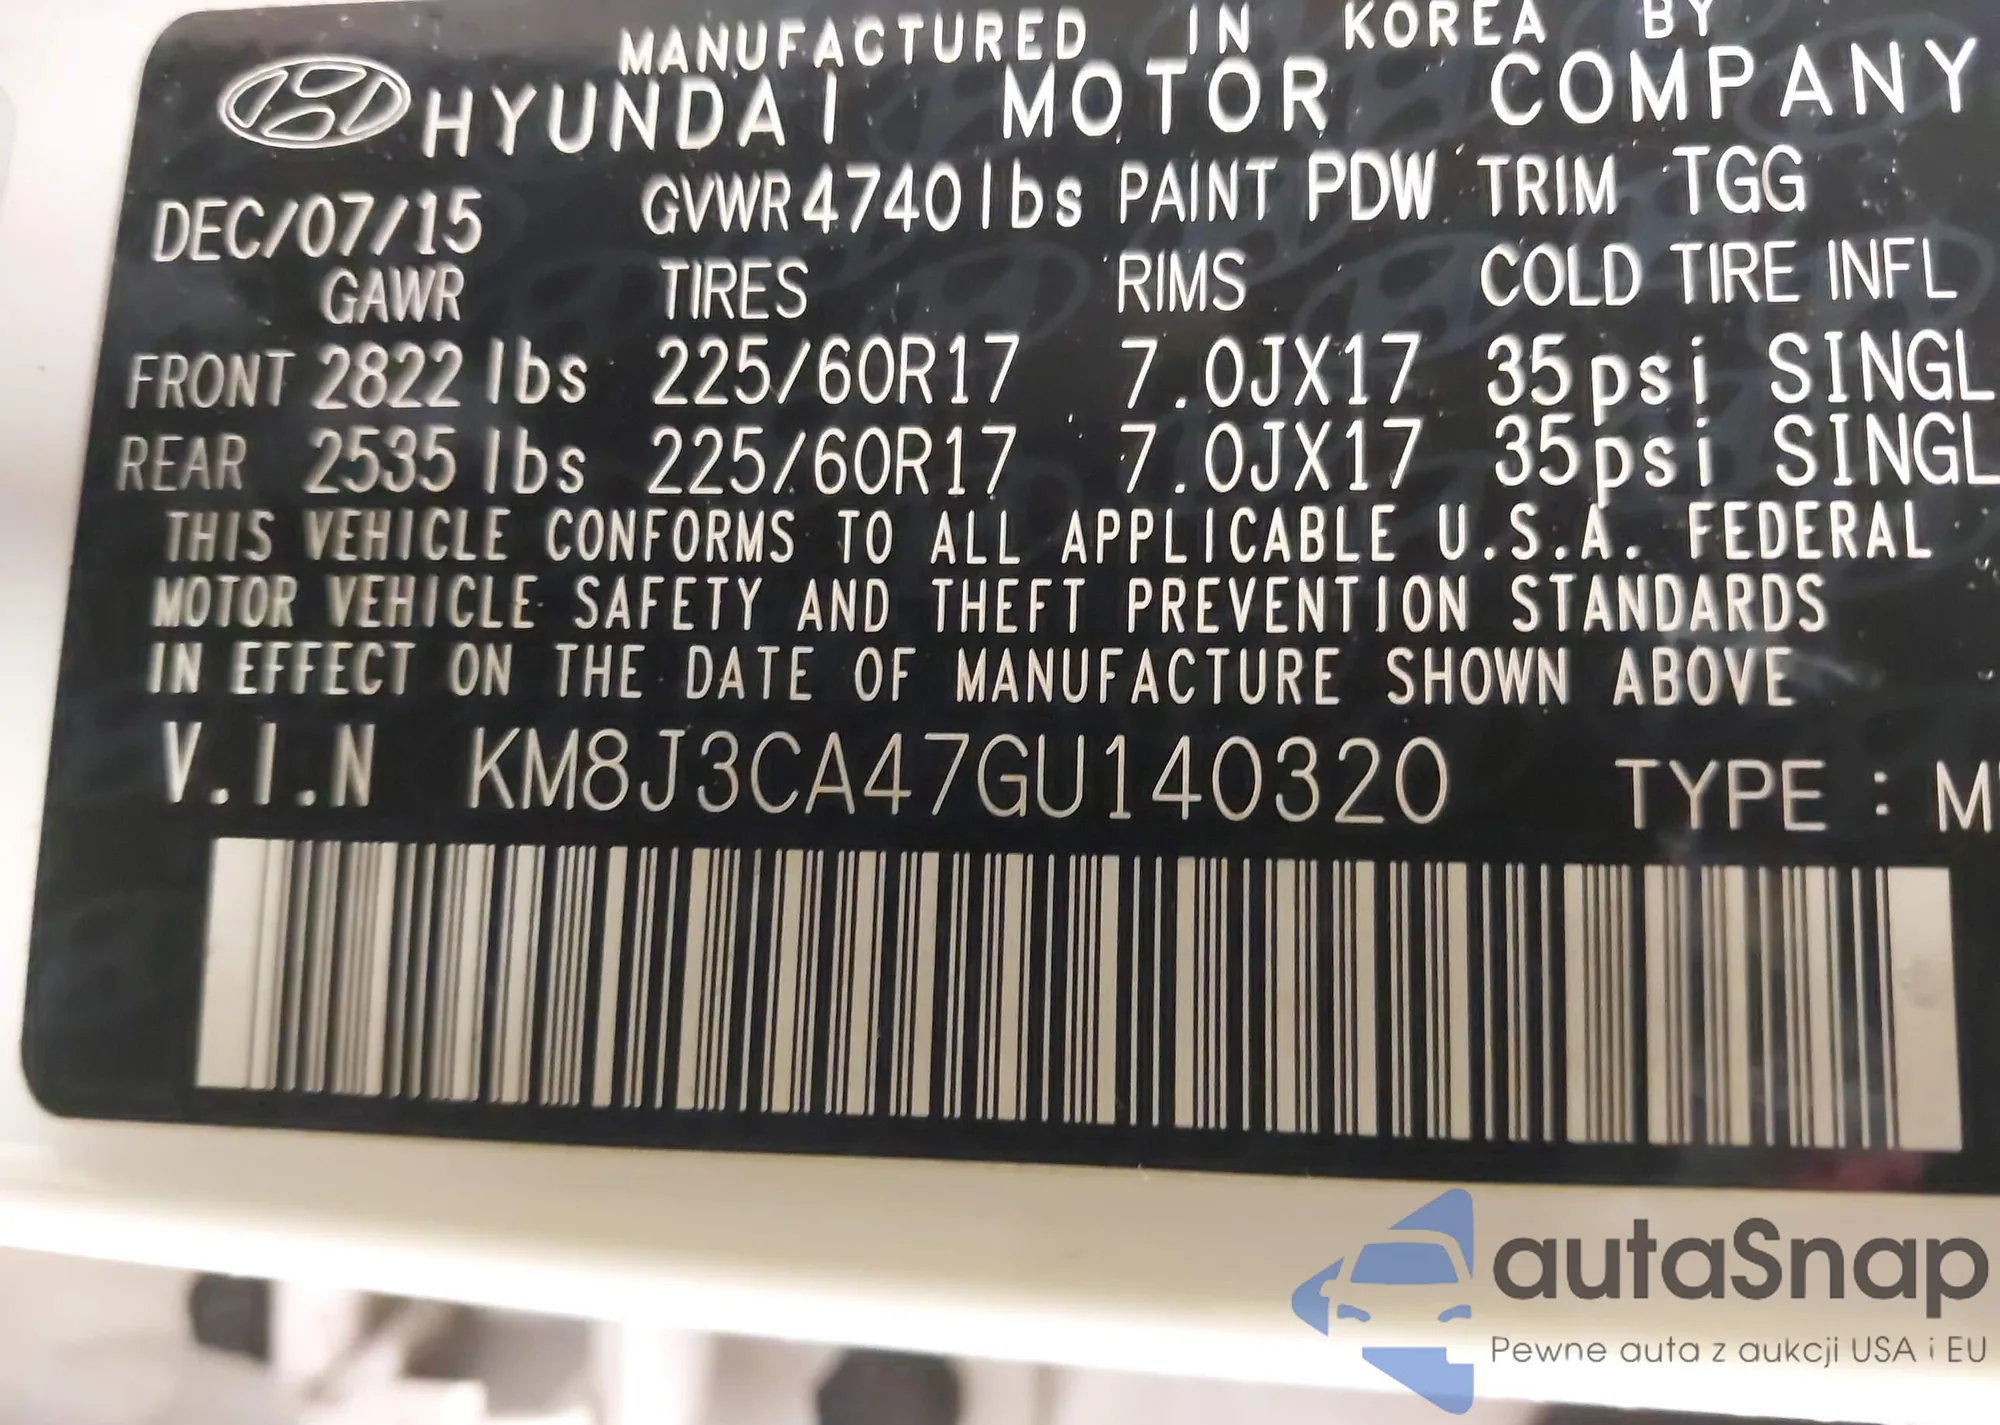 MANUFACTURED IN KOREA BY
HYUNDAI MOTOR COMPANY
DEC/07/15 GVWR 4740 lbs PAINT PDW TRIM TGG
GAWR TIRES RIMS COLD TIRE INFL
FRONT 2822 lbs 225/60R17 7.0JX17 35psi SINGL
REAR 2535 lbs 225/60R17 7.0JX17 35psi SINGL
THIS VEHICLE CONFORMS TO ALL APPLICABLE U.S.A. FEDERAL
MOTOR VEHICLE SAFETY AND THEFT PREVENTION STANDARDS
IN EFFECT ON THE DATE OF MANUFACTURE SHOWN ABOVE
V.I.N KM8J3CA47GU140320 TYPE : M
autaSnap
Pewne auta z aukcji USA i EU